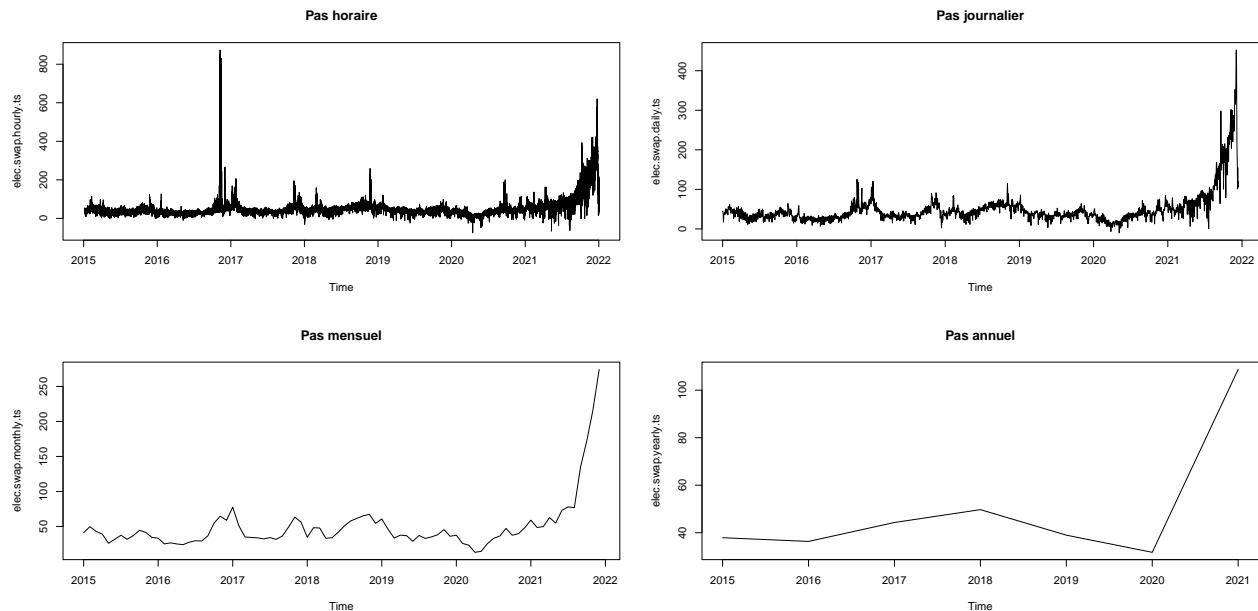 Pas horaire
elec.swap.hourly.ts
0
200
400
600
800
2015 2016 2017 2018 2019 2020 2021 2022
Time
Pas journalier
elec.swap.daily.ts
0
100
200
300
400
2015 2016 2017 2018 2019 2020 2021 2022
Time
Pas mensuel
elec.swap.monthly.ts
50
100
150
200
250
2015 2016 2017 2018 2019 2020 2021 2022
Time
Pas annuel
elec.swap.yearly.ts
40
60
80
100
2015 2016 2017 2018 2019 2020 2021
Time